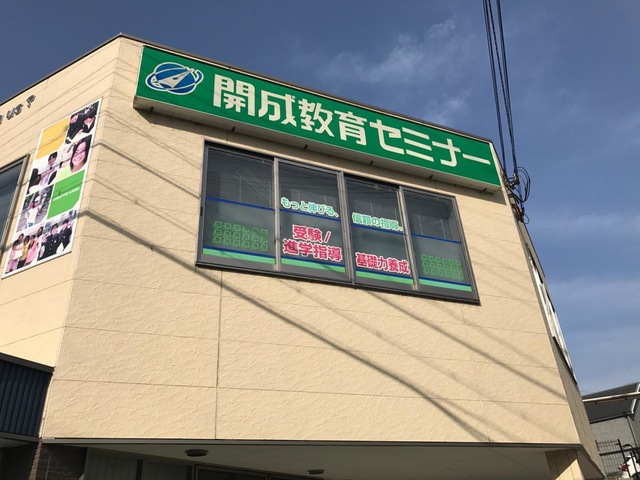 開成教育セミナー
もっと伸びる、
信頼の指導。
受験/
進学指導
基礎力養成